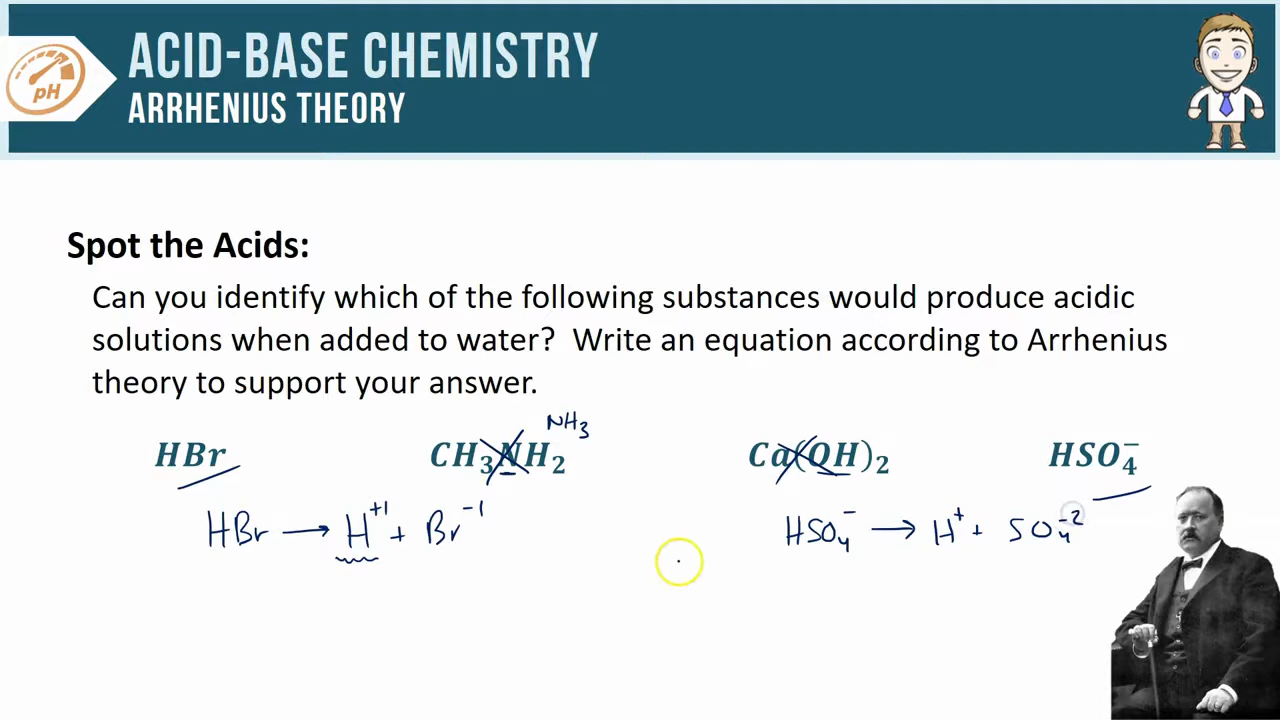 ACID-BASE CHEMISTRY
pH
ARRHENIUS THEORY
Spot the Acids:
Can you identify which of the following substances would produce acidic
solutions when added to water? Write an equation according to Arrhenius
theory to support your answer.
NH₃
HBr CH₃NH₂ Ca(OH)₂ HSO₄⁻
HBr → H⁺¹ + Br⁻¹ HSO₄⁻ → H⁺ + SO₄⁻²